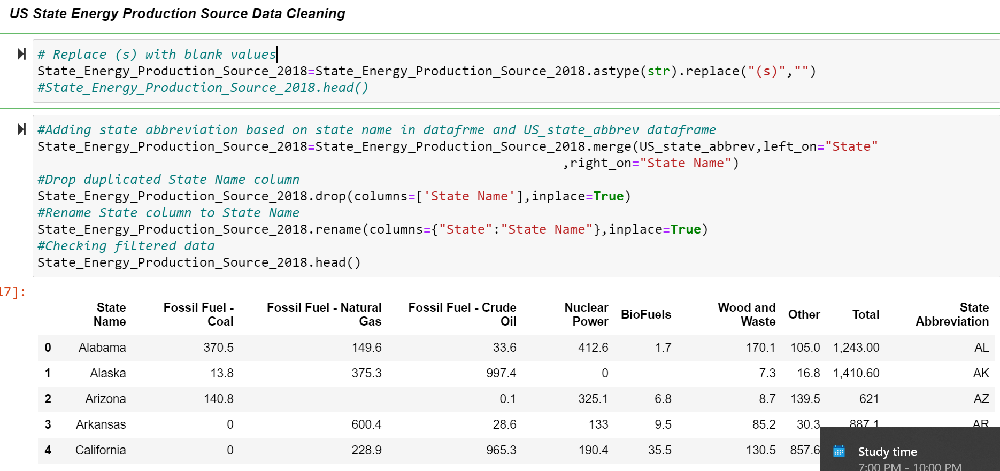 US State Energy Production Source Data Cleaning
# Replace (s) with blank values
State_Energy_Production_Source_2018=State_Energy_Production_Source_2018.astype(str).replace("(s)","")
#State_Energy_Production_Source_2018.head()
#Adding state abbreviation based on state name in datafrme and US_state_abbrev dataframe
State_Energy_Production_Source_2018=State_Energy_Production_Source_2018.merge(US_state_abbrev,left_on="State"
,right_on="State Name")
#Drop duplicated State Name column
State_Energy_Production_Source_2018.drop(columns=['State Name'],inplace=True)
#Rename State column to State Name
State_Energy_Production_Source_2018.rename(columns={"State":"State Name"},inplace=True)
#Checking filtered data
State_Energy_Production_Source_2018.head()
17]:
State Name Fossil Fuel - Coal Fossil Fuel - Natural Gas Fossil Fuel - Crude Oil Nuclear Power BioFuels Wood and Waste Other Total State Abbreviation
0 Alabama 370.5 149.6 33.6 412.6 1.7 170.1 105.0 1,243.00 AL
1 Alaska 13.8 375.3 997.4 0 7.3 16.8 1,410.60 AK
2 Arizona 140.8 0.1 325.1 6.8 8.7 139.5 621 AZ
3 Arkansas 0 600.4 28.6 133 9.5 85.2 30.3 887.1 AR
4 California 0 228.9 965.3 190.4 35.5 130.5 857.6
Study time
7:00 PM - 10:00 PM